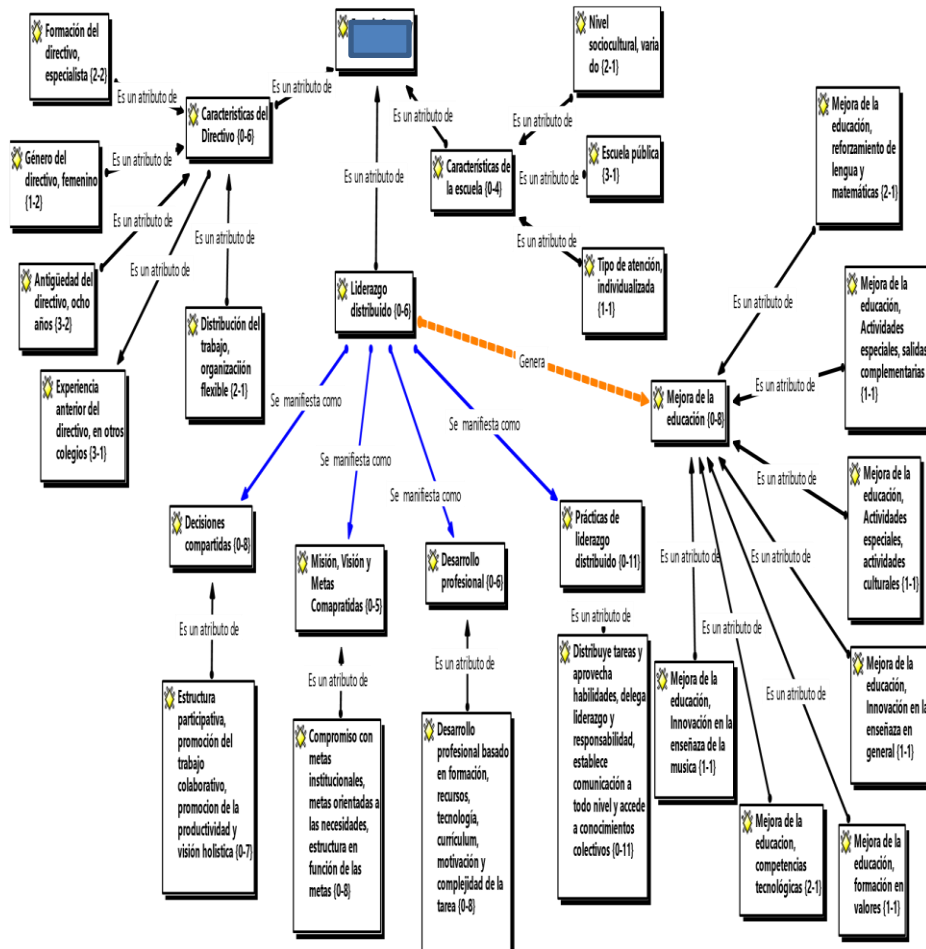 Formación del
directivo,
especialista {2-2}
Nivel
sociocultural, varia
do {2-1}
Es un atributo de
Es un atributo de
Es un atributo de
Características del
Directivo {0-6}
Mejora de la
educación,
reforzamiento de
lengua y
matemáticas {2-1}
Género del
directivo, femenino
{1-2}
Es un atributo de
Es un atributo de
Características de
la escuela {0-4}
Es un atributo de
Escuela pública
{3-1}
Es un atributo de
Es un atributo de
Es un atributo de
Es un atributo de
Es un atributo de
Antigüedad del
directivo, ocho
años {3-2}
Liderazgo
distribuido {0-6}
Tipo de atención,
individualizada
{1-1}
Mejora de la
educación,
Actividades
especiales, salidas
complementarias
{1-1}
Es un atributo de
Distribución del
trabajo,
organizaciión
flexible {2-1}
Genera
Experiencia
anterior del
directivo, en otros
colegios {3-1}
Mejora de la
educación {0-8}
Es un atributo de
Se manifiesta como
Se manifiesta como
Se manifiesta como
Se manifiesta como
Es un atributo de
Mejora de la
educación,
Actividades
especiales,
actividades
culturales {1-1}
Decisiones
compartidas {0-8}
Misión, Visión y
Metas
Comapratidas {0-5}
Desarrollo
profesional {0-6}
Prácticas de
liderazgo
distribuido {0-11}
Es un atributo de
Es un atributo de
Es un atributo de
Es un atributo de
Es un atributo de
Es un atributo de
Es un atributo de
Es un atributo de
Estructura
participativa,
promoción del
trabajo
colaborativo,
promocion de la
productividad y
visión holística {0-7}
Compromiso con
metas
institucionales,
metas orientadas a
las necesidades,
estructura en
función de las
metas {0-8}
Desarrollo
profesional basado
en formación,
recursos,
tecnología,
currículum,
motivación y
complejidad de la
tarea {0-8}
Distribuye tareas y
aprovecha
habilidades, delega
liderazgo y
responsabilidad,
establece
comunicación a
todo nivel y accede
a conocimientos
colectivos {0-11}
Mejora de la
educación,
Innovación en la
enseñaza de la
musica {1-1}
Mejora de la
educación,
Innovación en la
enseñaza en
general {1-1}
Mejora de la
educacion,
competencias
tecnológicas {2-1}
Mejora de la
educación,
formación en
valores {1-1}